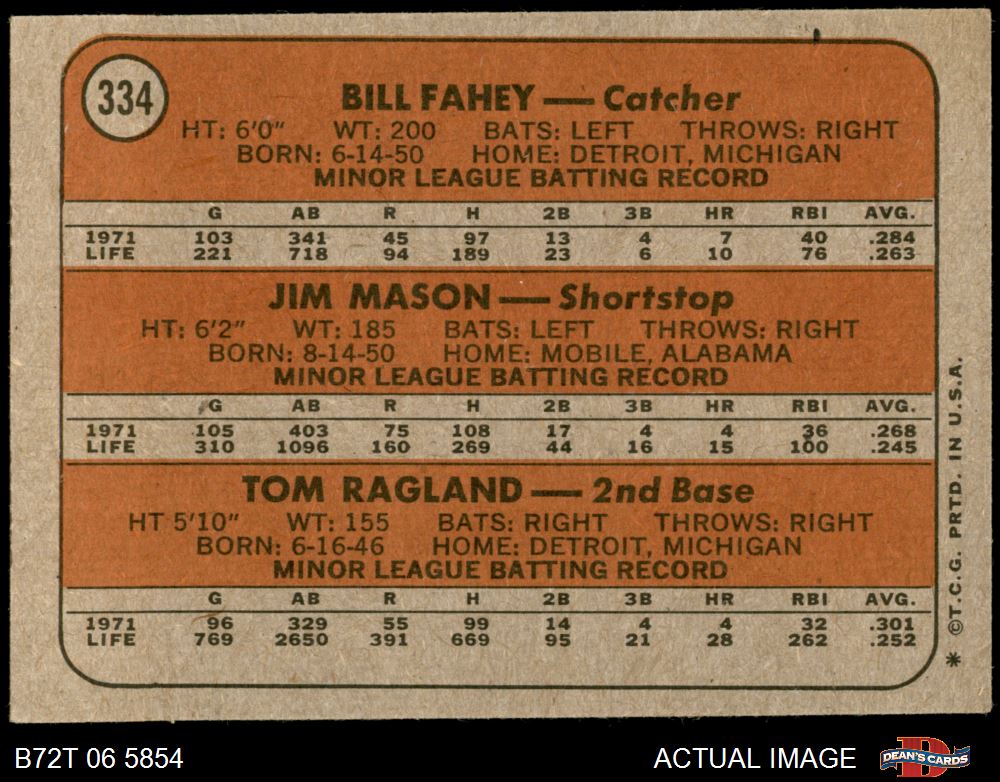 334
BILL FAHEY — Catcher
HT: 6'0" WT: 200 BATS: LEFT THROWS: RIGHT
BORN: 6-14-50 HOME: DETROIT, MICHIGAN
MINOR LEAGUE BATTING RECORD
G AB R H 2B 3B HR RBI AVG.
1971 103 341 45 97 13 4 7 40 .284
LIFE 221 718 94 189 23 6 10 76 .263
JIM MASON — Shortstop
HT: 6'2" WT: 185 BATS: LEFT THROWS: RIGHT
BORN: 8-14-50 HOME: MOBILE, ALABAMA
MINOR LEAGUE BATTING RECORD
G AB R H 2B 3B HR RBI AVG.
1971 105 403 75 108 17 4 4 36 .268
LIFE 310 1096 160 269 44 16 15 100 .245
TOM RAGLAND — 2nd Base
HT 5'10" WT: 155 BATS: RIGHT THROWS: RIGHT
BORN: 6-16-46 HOME: DETROIT, MICHIGAN
MINOR LEAGUE BATTING RECORD
G AB R H 2B 3B HR RBI AVG.
1971 96 329 55 99 14 4 4 32 .301
LIFE 769 2650 391 669 95 21 28 262 .252
* ©T.C.G. PRTD. IN U.S.A.
B72T 06 5854 ACTUAL IMAGE
D
DEAN'S CARDS